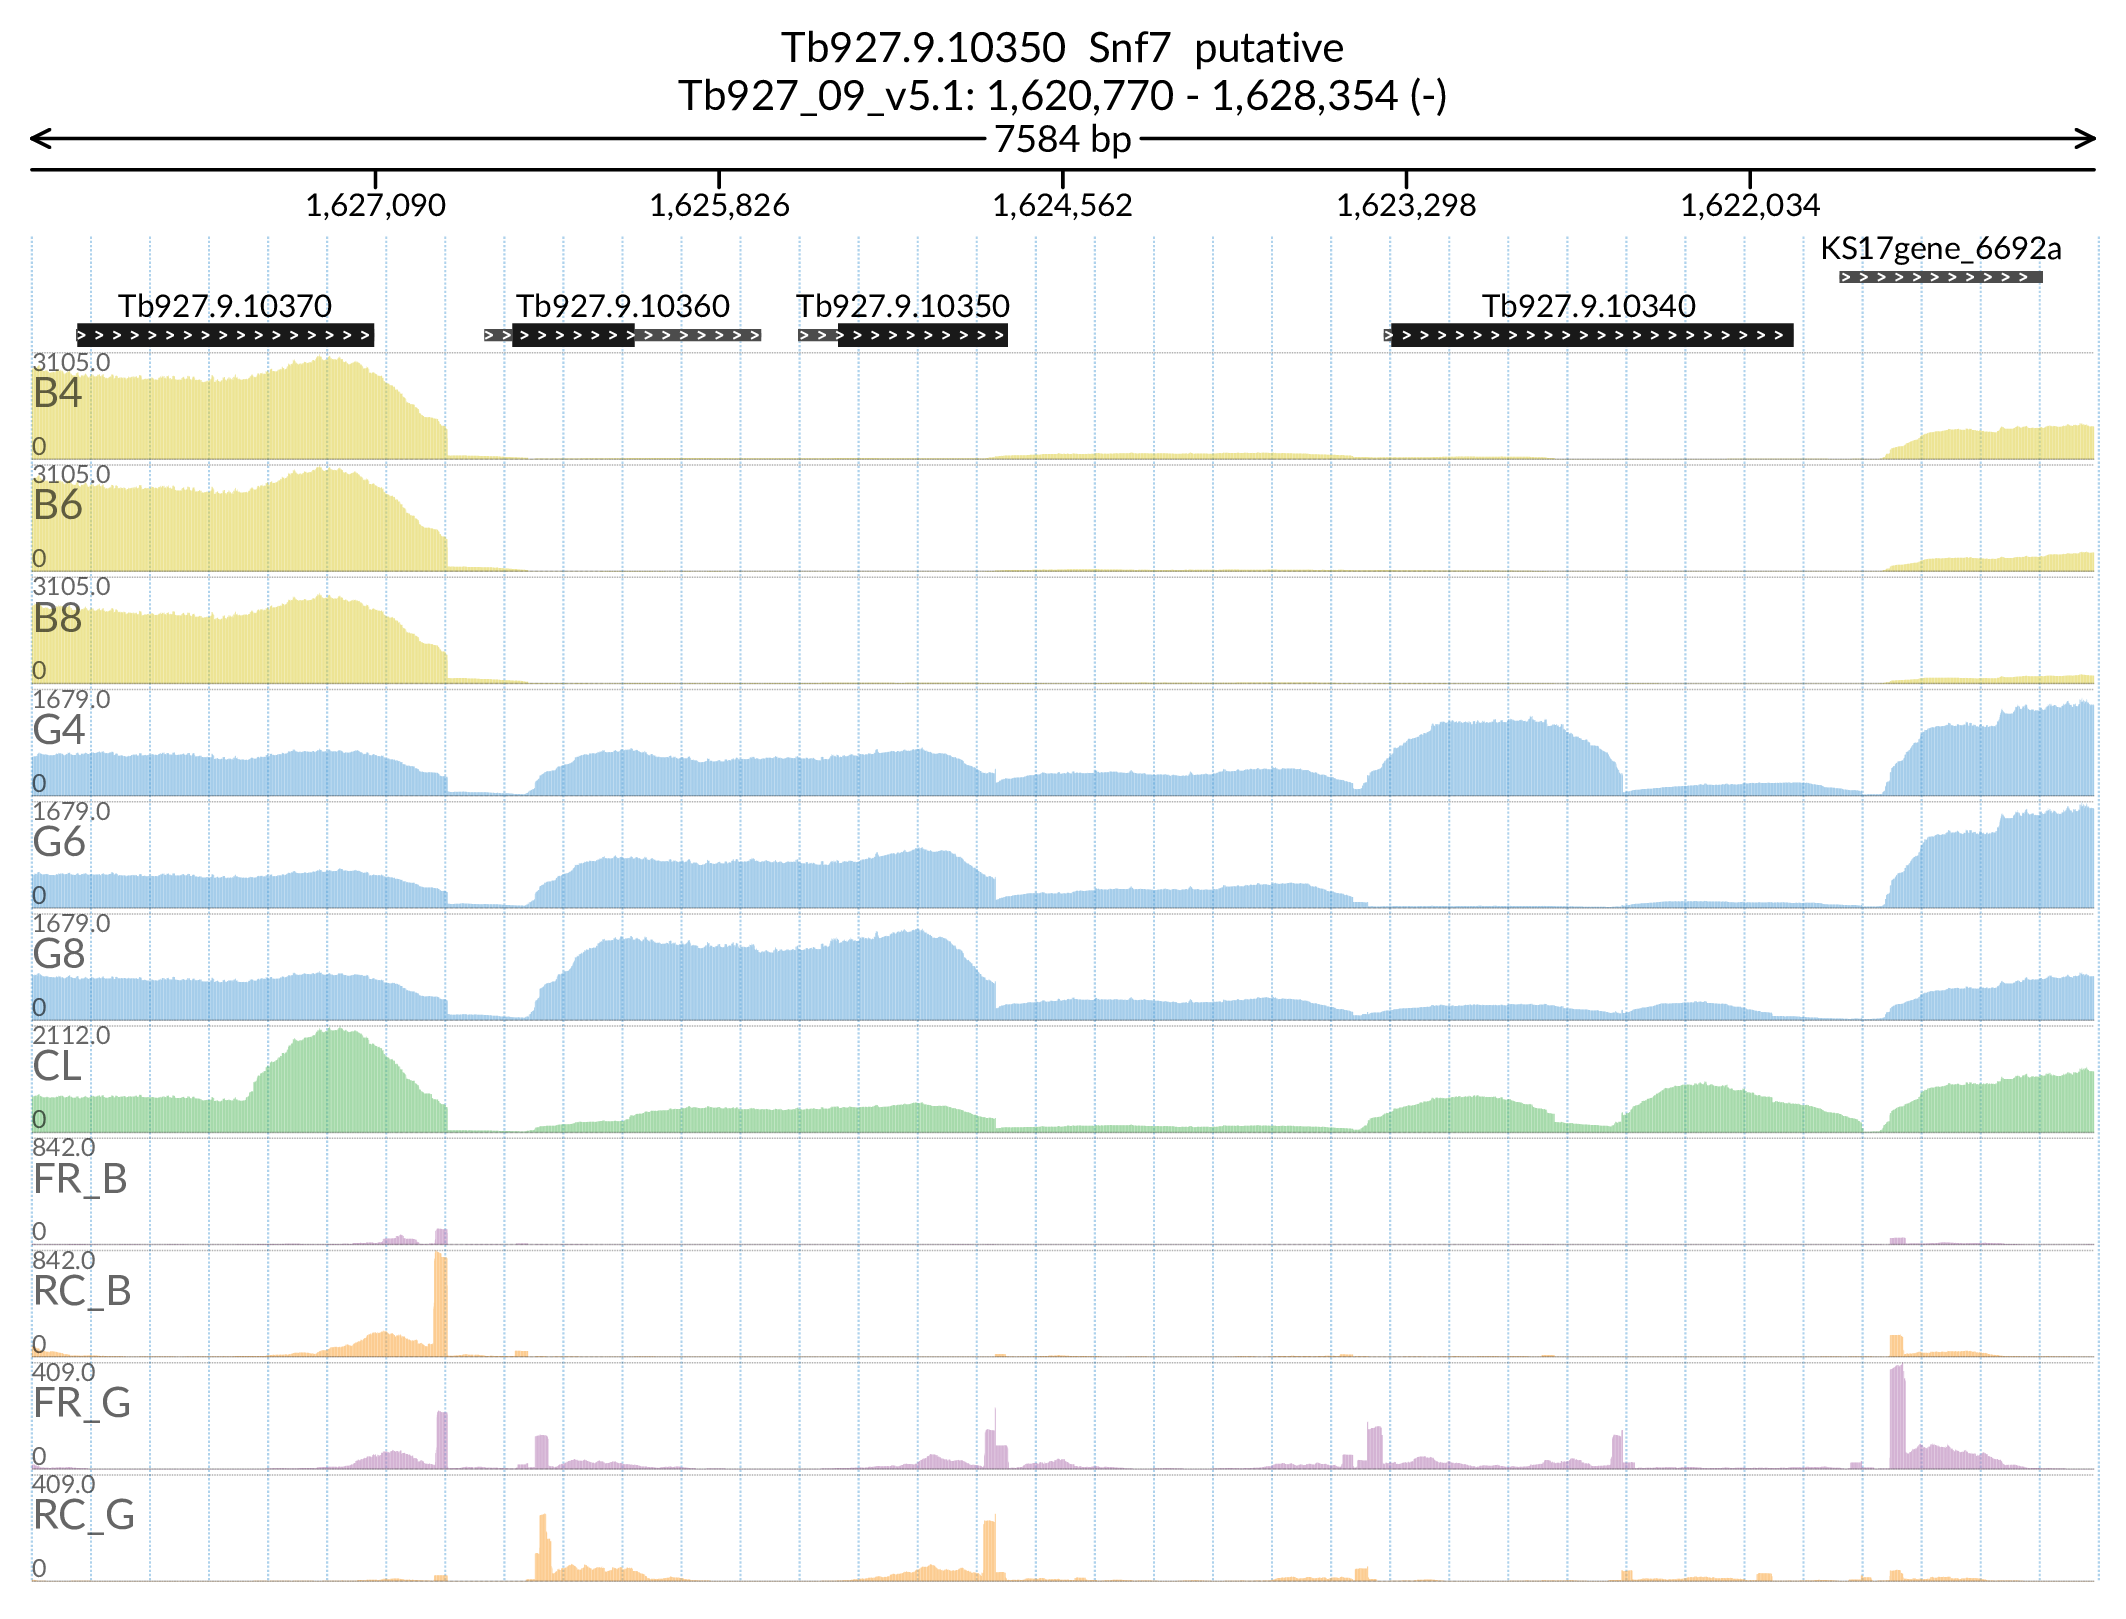 Tb927.9.10350 Snf7 putative
Tb927_09_v5.1: 1,620,770 - 1,628,354 (-)
7584 bp
1,627,090 1,625,826 1,624,562 1,623,298 1,622,034
KS17gene_6692a
Tb927.9.10370 Tb927.9.10360 Tb927.9.10350 Tb927.9.10340
3105.0
B4
0
3105.0
B6
0
3105.0
B8
0
1679.0
G4
0
1679.0
G6
0
1679.0
G8
0
2112.0
CL
0
842.0
FR_B
0
842.0
RC_B
0
409.0
FR_G
0
409.0
RC_G
0